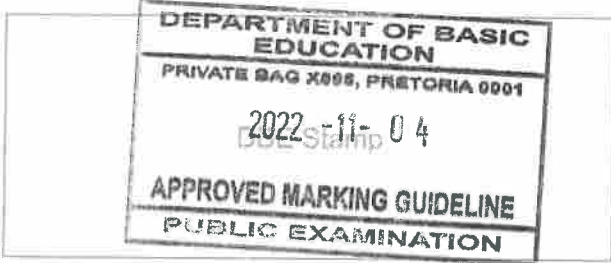 DEPARTMENT OF BASIC
EDUCATION
PRIVATE BAG X895, PRETORIA 0001
2022 -11- 04
DBE Stamp
APPROVED MARKING GUIDELINE
PUBLIC EXAMINATION